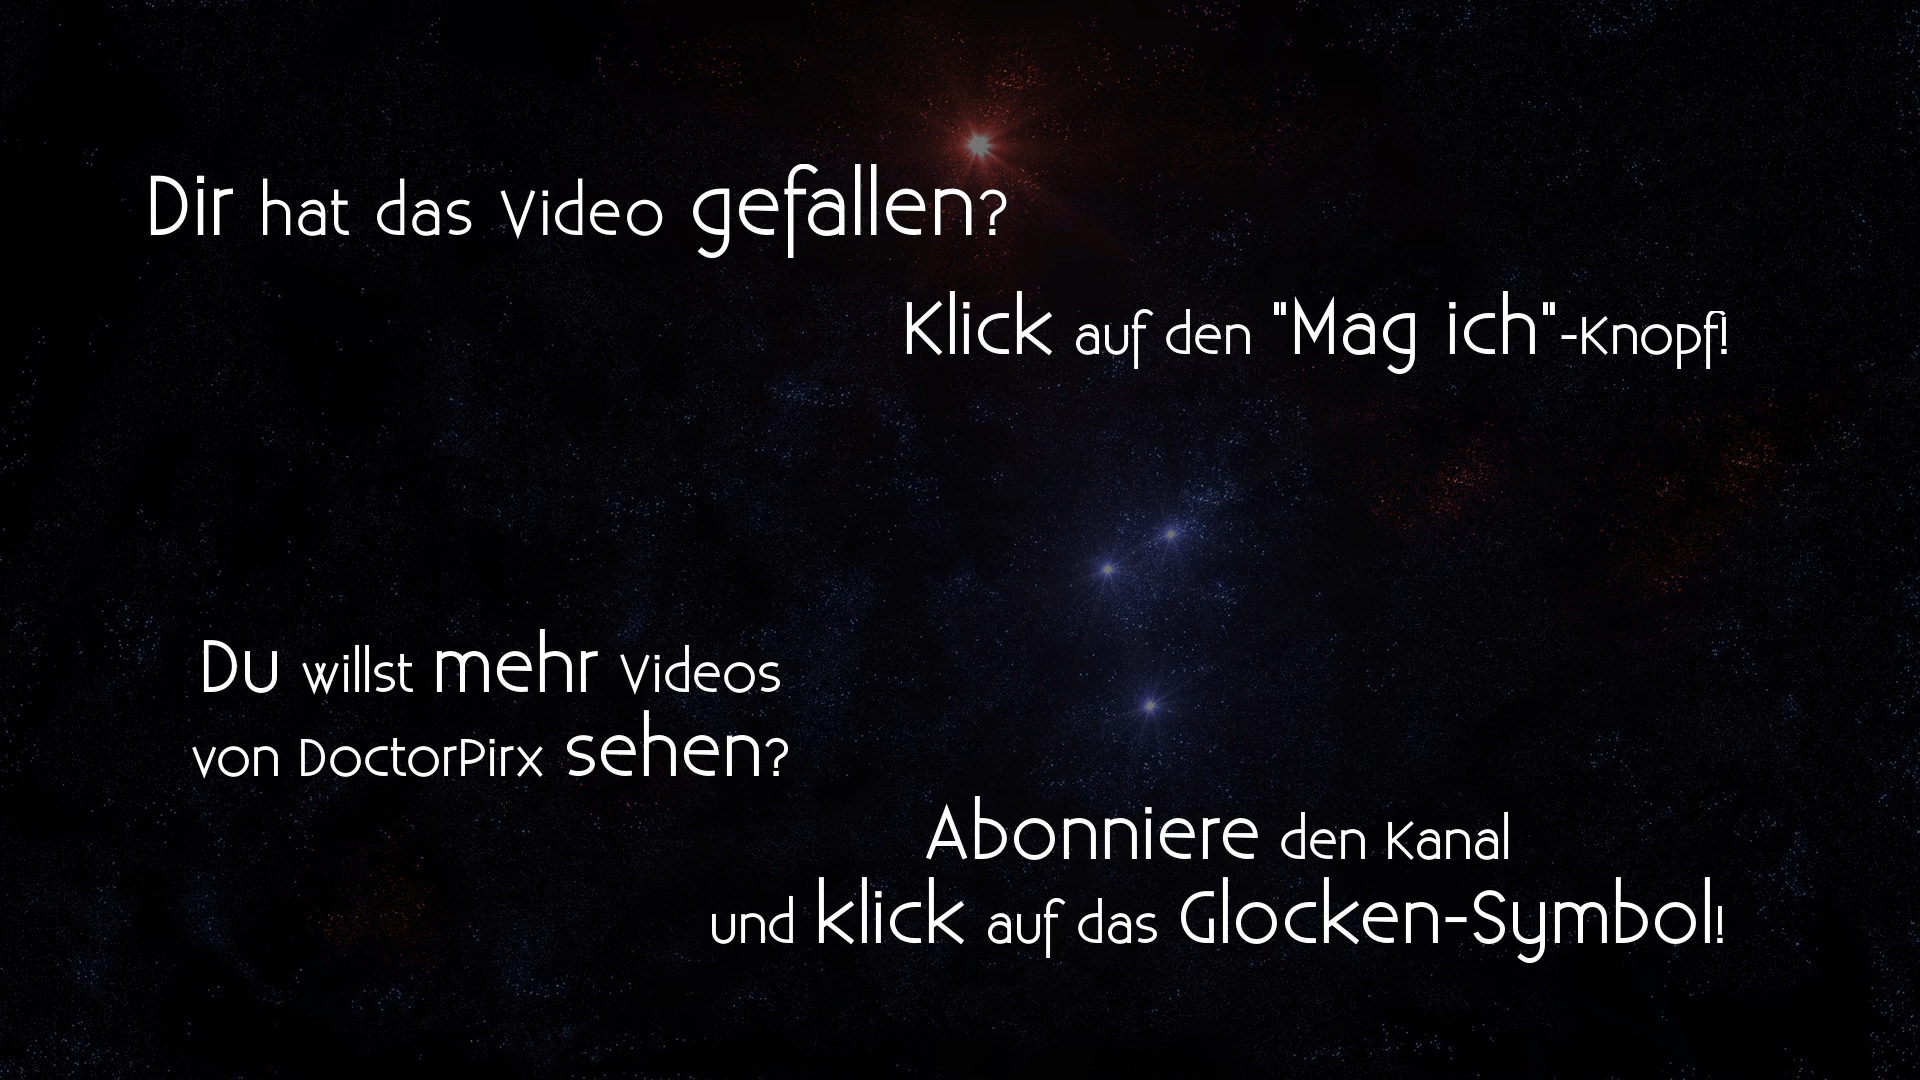 Dir hat das Video gefallen?
Klick auf den "Mag ich"-Knopf!
Du willst mehr Videos
von DoctorPirx sehen?
Abonniere den Kanal
und klick auf das Glocken-Symbol!